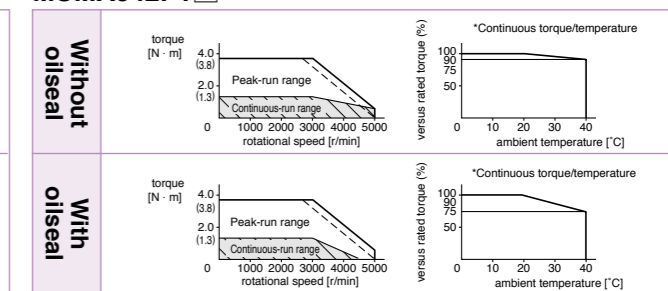 Without
oilseal
torque
[N · m]
4.0
(3.8)
2.0
(1.3)
0
Peak-run range
Continuous-run range
1000 2000 3000 4000 5000
rotational speed [r/min]
*Continuous torque/temperature
versus rated torque (%)
100
90
75
50
0 10 20 30 40
ambient temperature [˚C]
With
oilseal
torque
[N · m]
4.0
(3.8)
2.0
(1.3)
0
Peak-run range
Continuous-run range
1000 2000 3000 4000 5000
rotational speed [r/min]
*Continuous torque/temperature
versus rated torque (%)
100
90
75
50
0 10 20 30 40
ambient temperature [˚C]